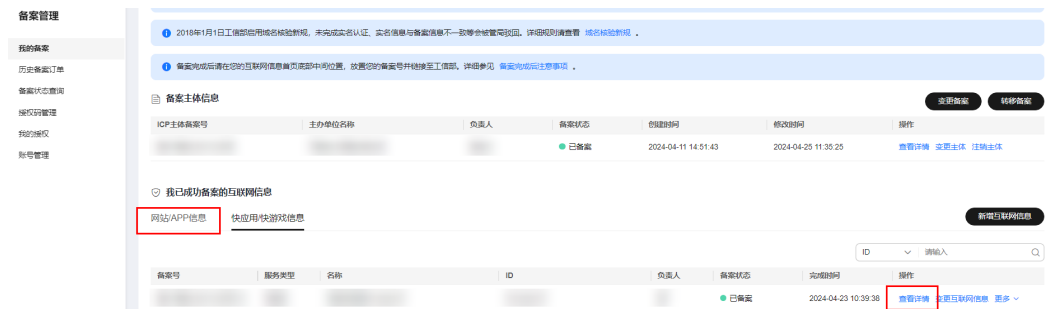 备案管理
2018年1月1日工信部启用域名核验新规，未完成实名认证、实名信息与备案信息不一致等会被管局驳回。详细规则请查看 域名核验新规 。
我的备案
历史备案订单
备案完成后请在您的互联网信息首页底部中间位置，放置您的备案号并链接至工信部。详细参见 备案完成后注意事项 。
备案状态查询
备案主体信息 变更备案 转移备案
授权码管理
ICP主体备案号 主办单位名称 负责人 备案状态 创建时间 修改时间 操作
我的授权
已备案 2024-04-11 14:51:43 2024-04-25 11:35:25 查看详情 变更主体 注销主体
账号管理
我已成功备案的互联网信息
网站/APP信息 快应用/快游戏信息 新增互联网信息
ID 请输入
备案号 服务类型 名称 ID 负责人 备案状态 完成时间 操作
已备案 2024-04-23 10:39:38 查看详情 变更互联网信息 更多